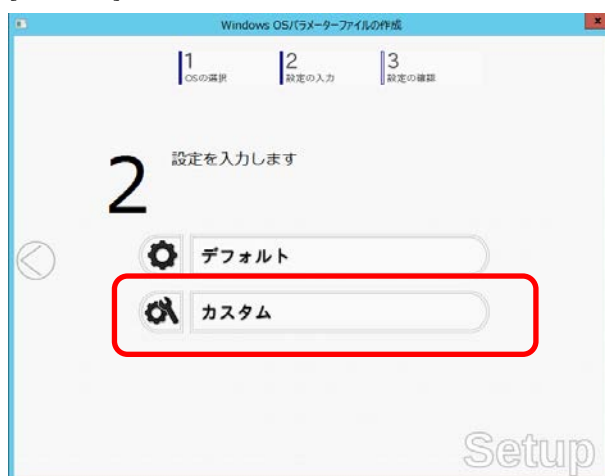 Windows OSパラメーターファイルの作成
x
1
OSの選択
2
設定の入力
3
設定の確認
2
設定を入力します
デフォルト
カスタム
Setup